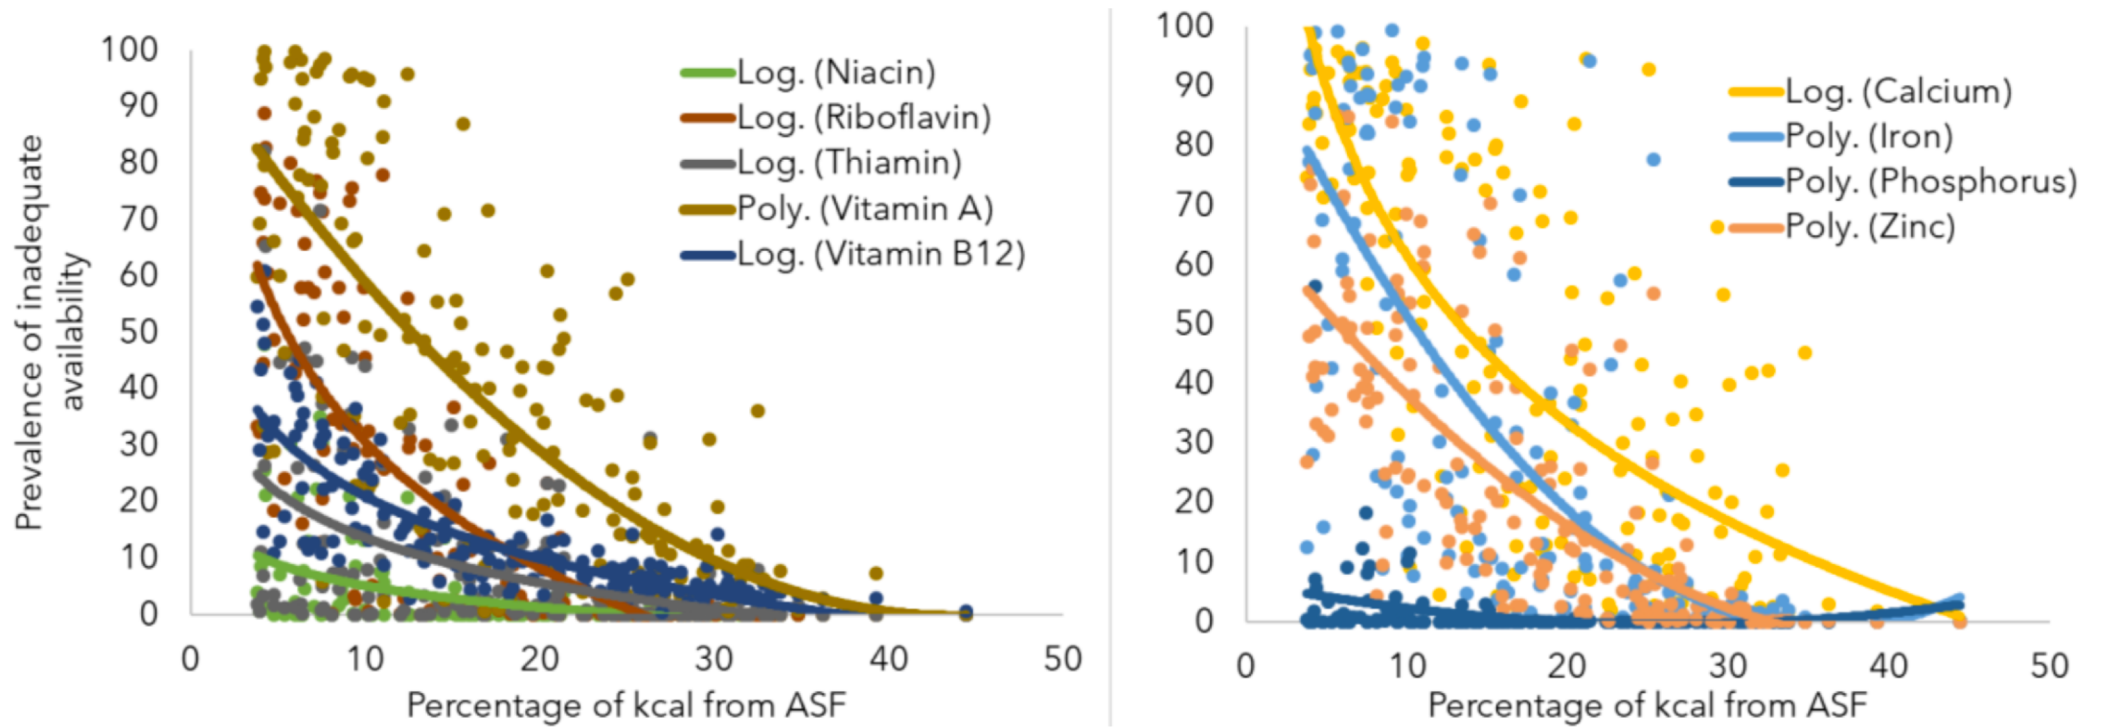 Prevalence of inadequate
availability
100
90
80
70
60
50
40
30
20
10
0
0 10 20 30 40 50
Percentage of kcal from ASF
Log. (Niacin)
Log. (Riboflavin)
Log. (Thiamin)
Poly. (Vitamin A)
Log. (Vitamin B12)
100
90
80
70
60
50
40
30
20
10
0
0 10 20 30 40 50
Percentage of kcal from ASF
Log. (Calcium)
Poly. (Iron)
Poly. (Phosphorus)
Poly. (Zinc)